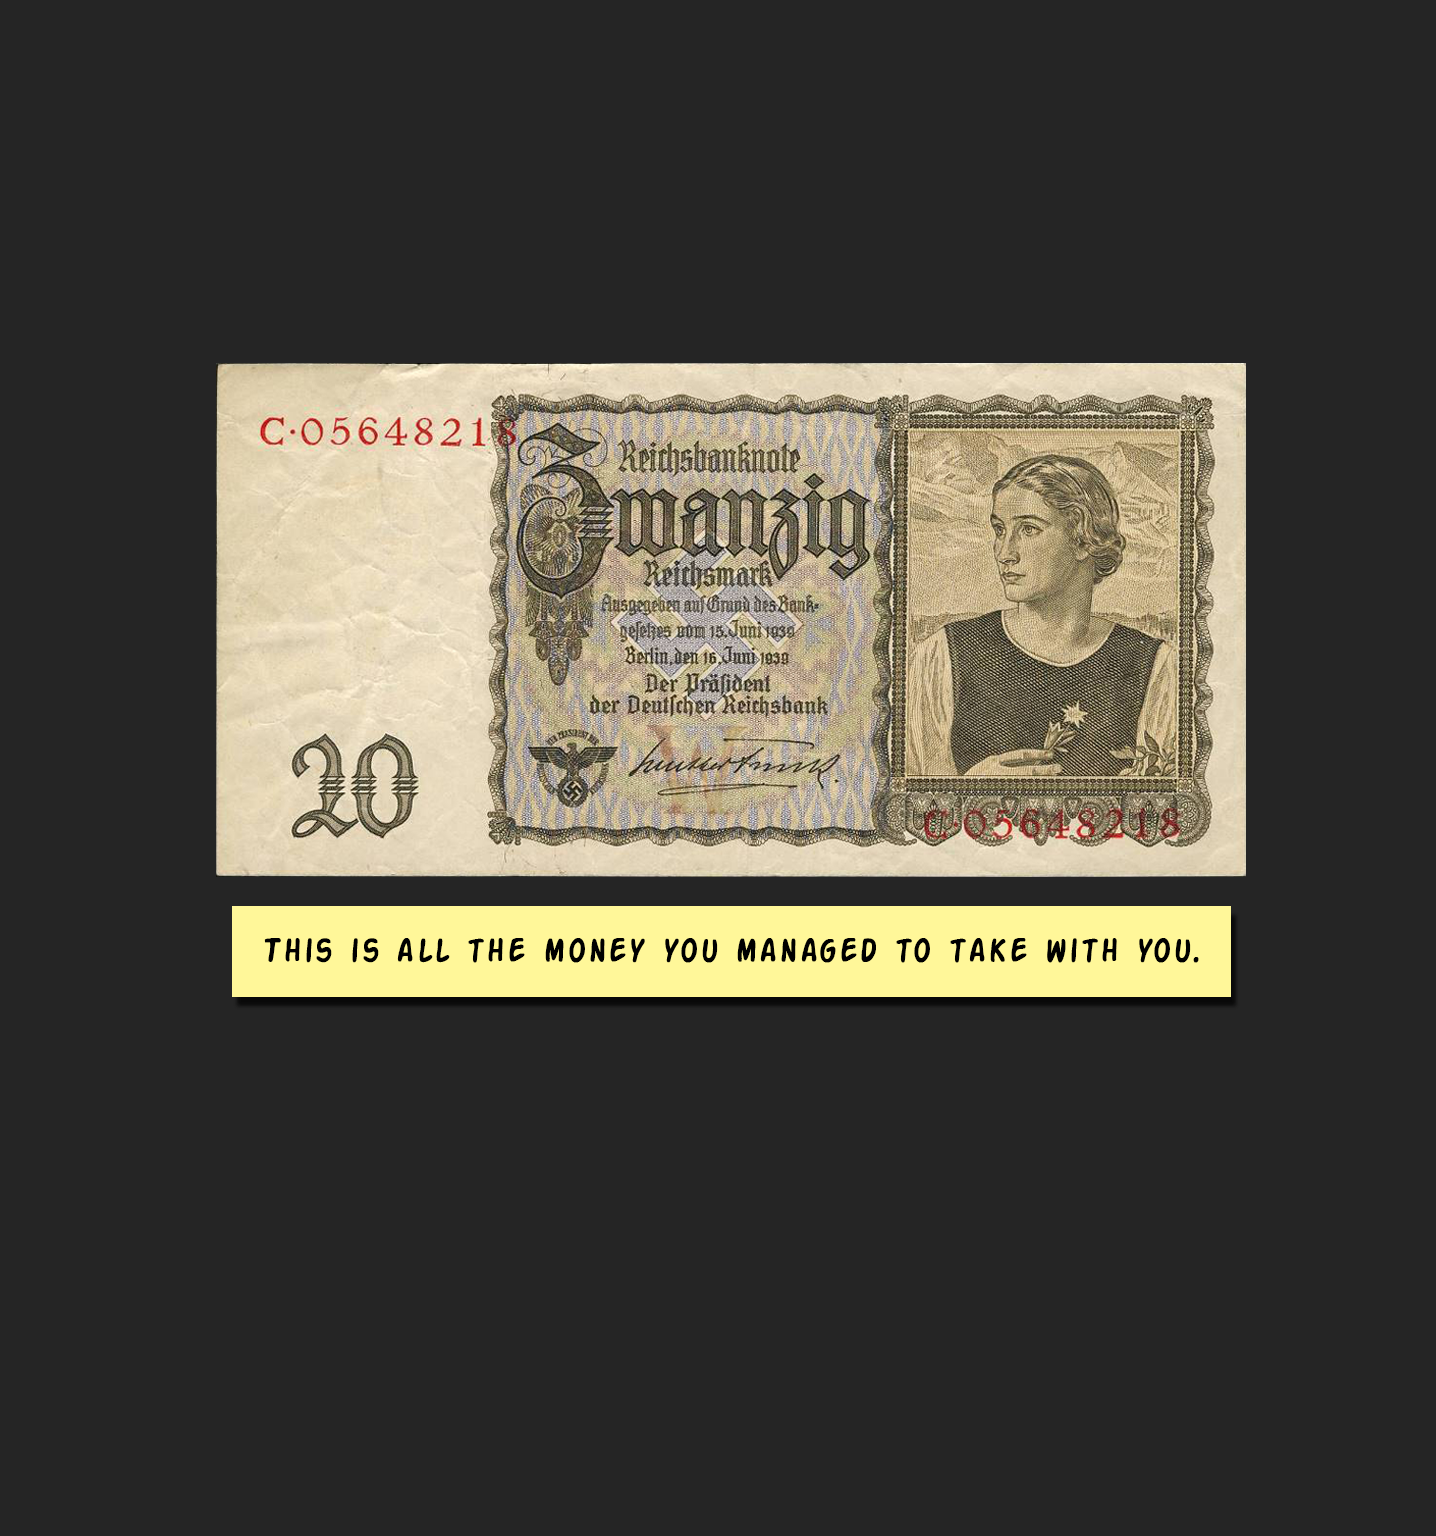 C·05648218
Reichsbanknote
Zwanzig
Reichsmark
Ausgegeben auf Grund des Bank-
gesetzes vom 15. Juni 1939
Berlin, den 16. Juni 1939
Der Präsident
der Deutschen Reichsbank
20
C·05648218
THIS IS ALL THE MONEY YOU MANAGED TO TAKE WITH YOU.